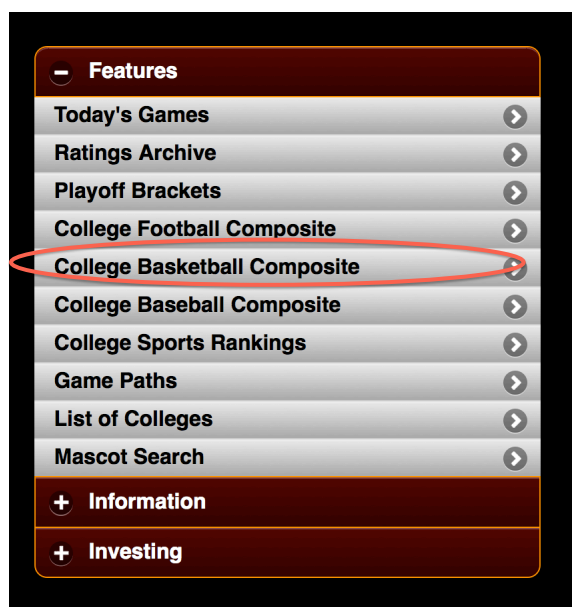 Features
Today's Games
Ratings Archive
Playoff Brackets
College Football Composite
College Basketball Composite
College Baseball Composite
College Sports Rankings
Game Paths
List of Colleges
Mascot Search
Information
Investing